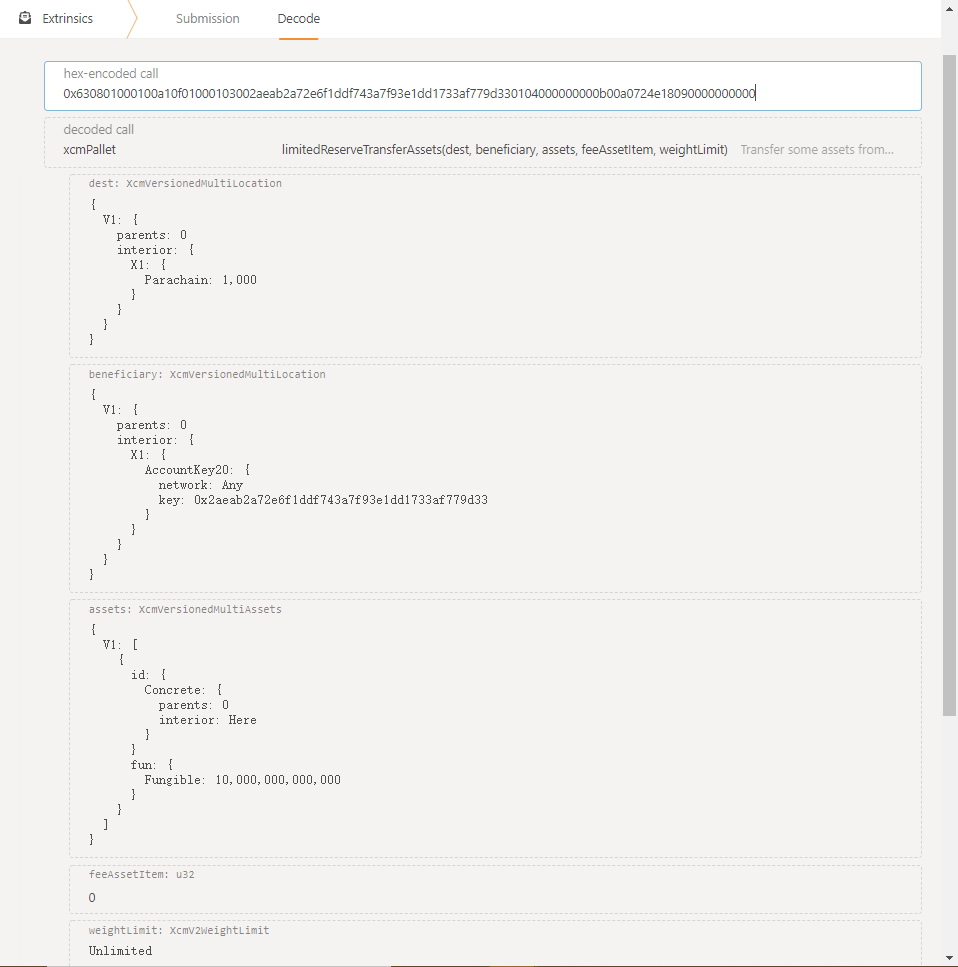 Extrinsics Submission Decode
hex-encoded call
0x630801000100a10f01000103002aeab2a72e6f1ddf743a7f93e1dd1733af779d330104000000000b00a0724e18090000000000
decoded call
xcmPallet limitedReserveTransferAssets(dest, beneficiary, assets, feeAssetItem, weightLimit) Transfer some assets from...
dest: XcmVersionedMultiLocation
{
V1: {
parents: 0
interior: {
X1: {
Parachain: 1,000
}
}
}
}
beneficiary: XcmVersionedMultiLocation
{
V1: {
parents: 0
interior: {
X1: {
AccountKey20: {
network: Any
key: 0x2aeab2a72e6f1ddf743a7f93e1dd1733af779d33
}
}
}
}
}
assets: XcmVersionedMultiAssets
{
V1: [
{
id: {
Concrete: {
parents: 0
interior: Here
}
}
fun: {
Fungible: 10,000,000,000,000
}
}
]
}
feeAssetItem: u32
0
weightLimit: XcmV2WeightLimit
Unlimited